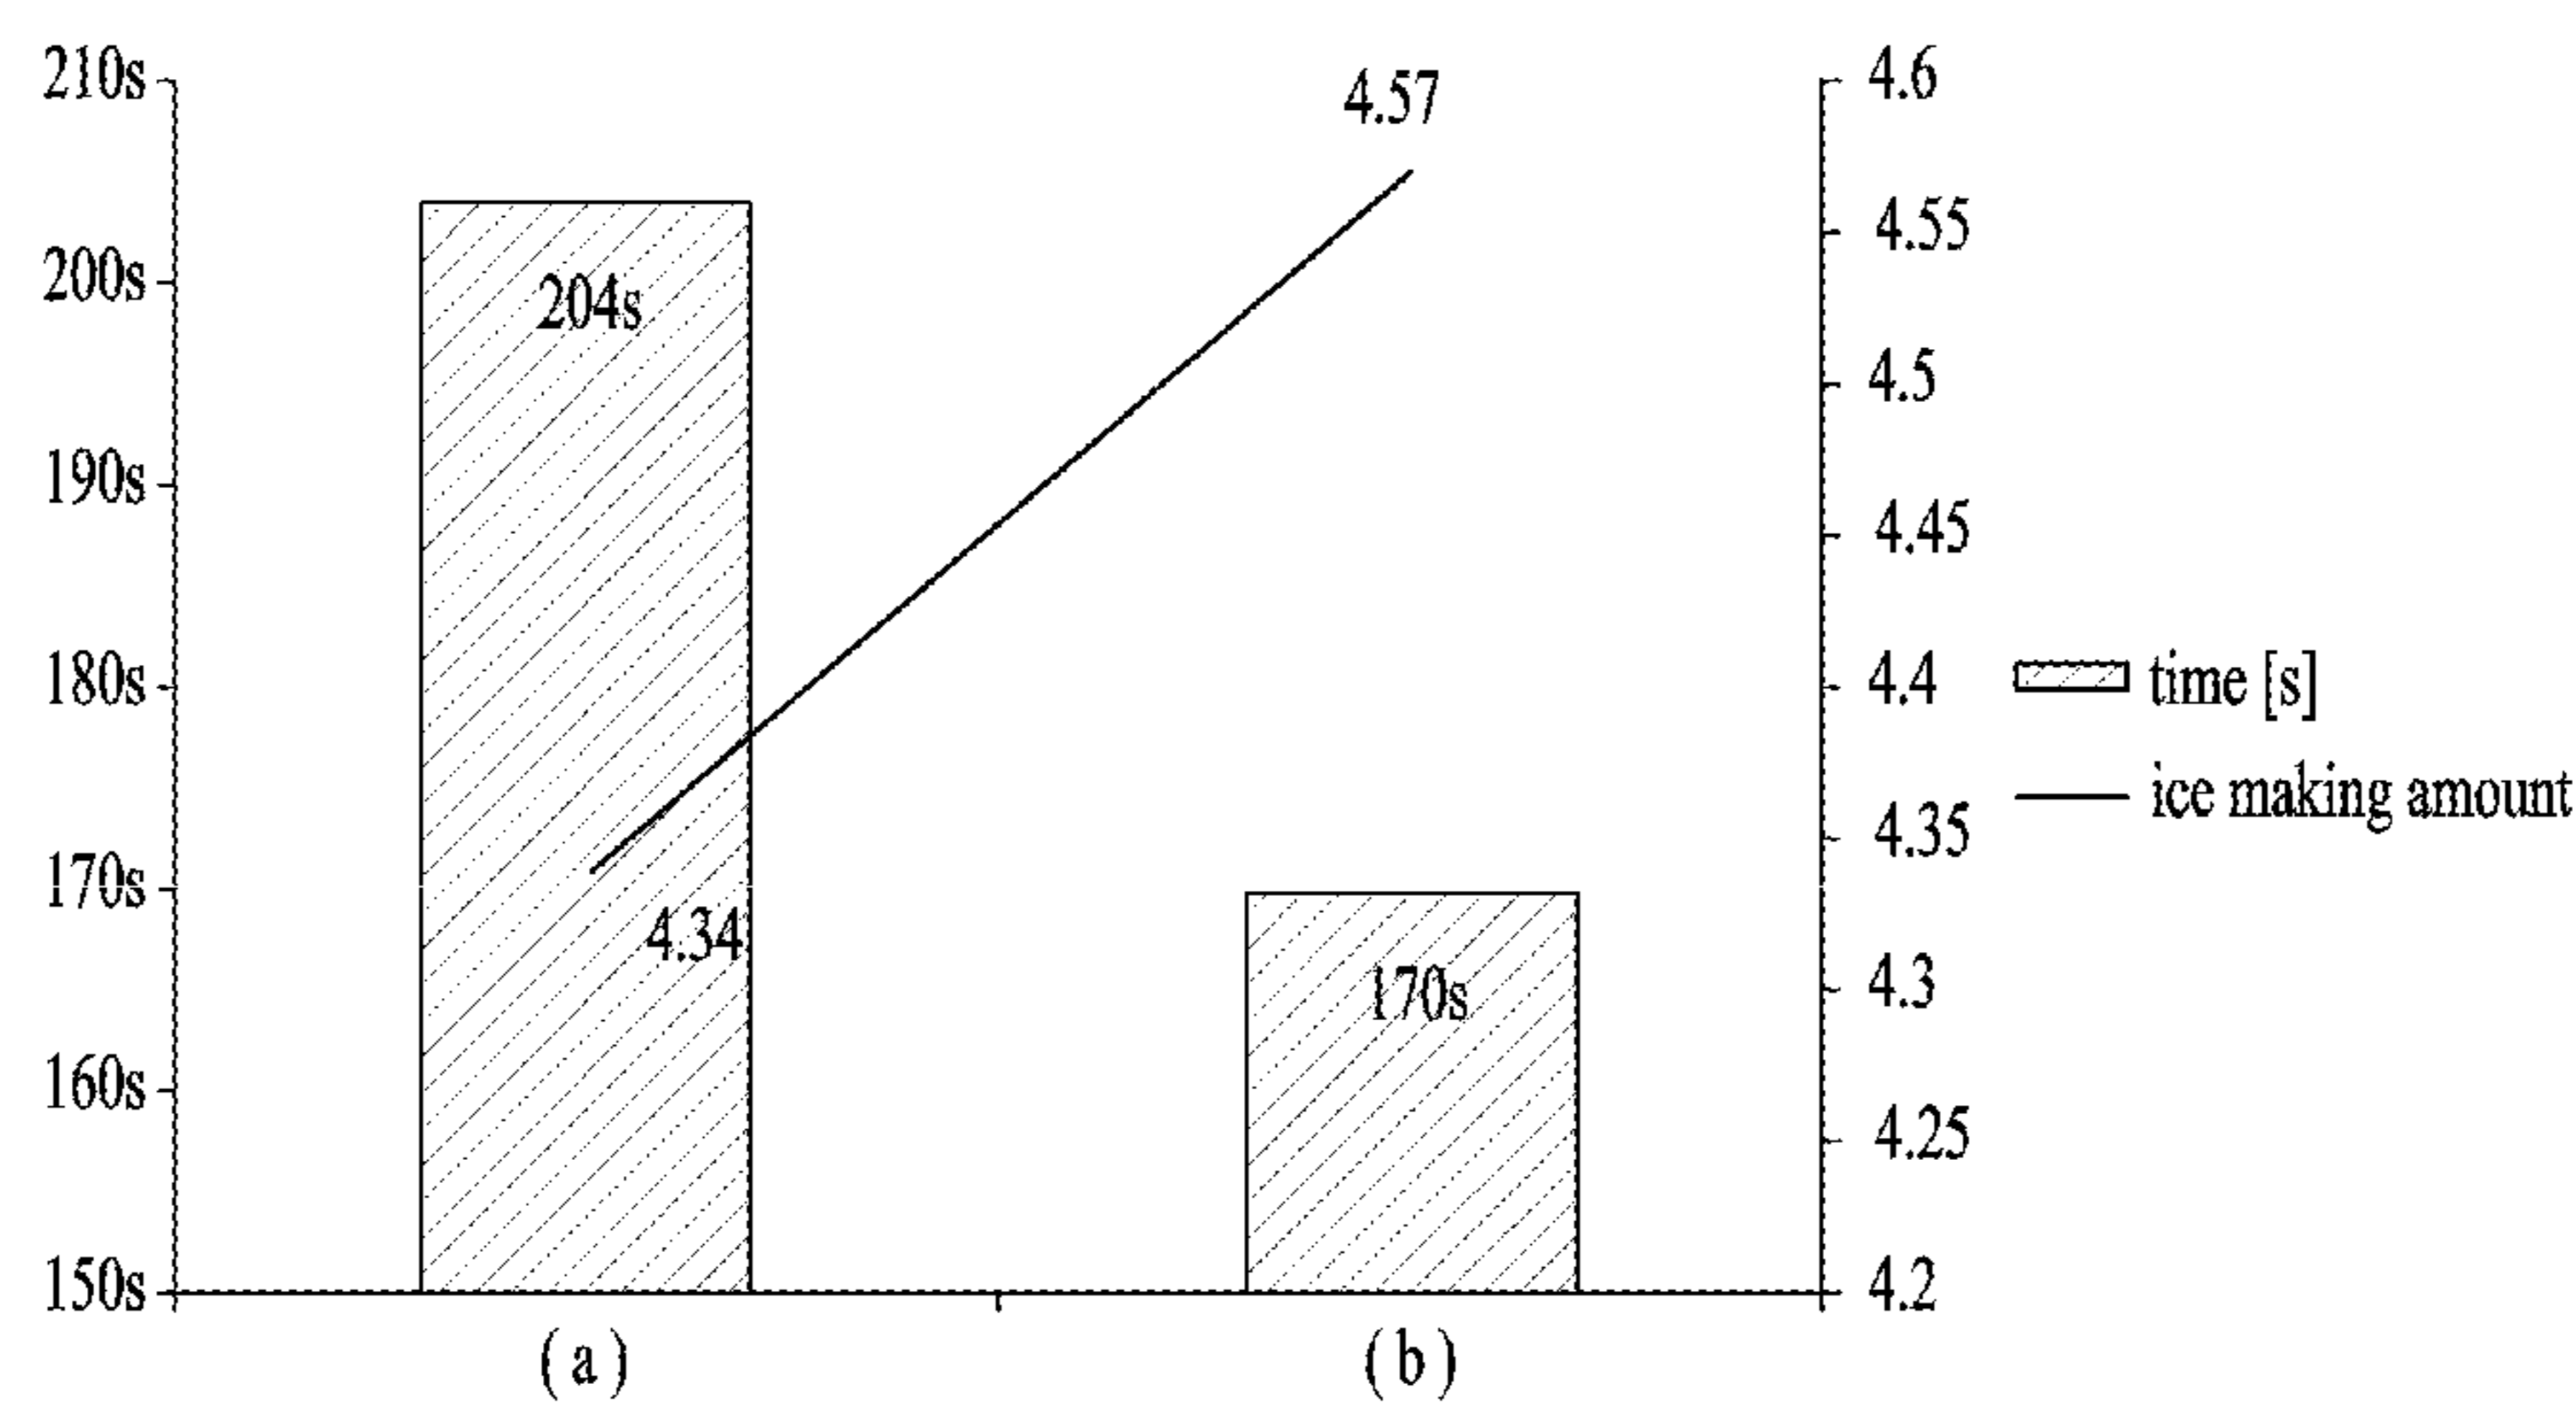 210s
200s
190s
180s
170s
160s
150s
204s
4.34
4.57
170s
4.6
4.55
4.5
4.45
4.4
4.35
4.3
4.25
4.2
(a)
(b)
time [s]
ice making amount